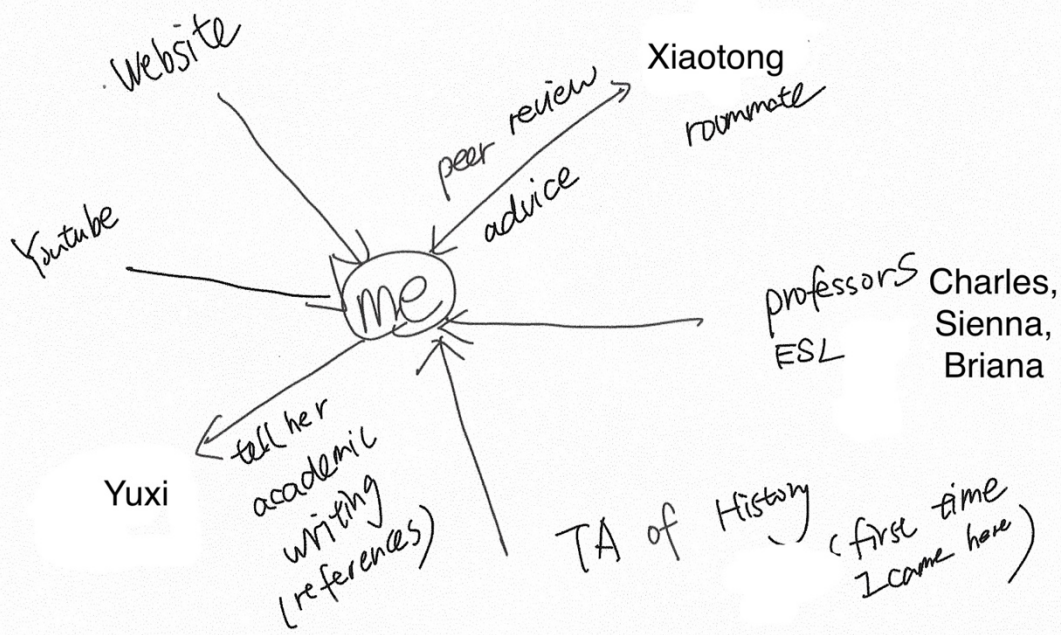 Website
Xiaotong
roommate
peer review
advice
Youtube
me
professors
ESL
Charles,
Sienna,
Briana
Yuxi
tell her
academic
writing
(references)
TA of History
(first time
I came here)